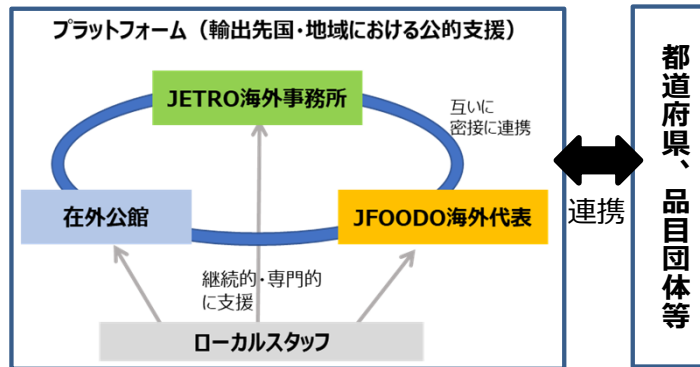 プラットフォーム（輸出先国・地域における公的支援）
JETRO海外事務所
互いに
密接に連携
在外公館
JFOODO海外代表
継続的・専門的
に支援
ローカルスタッフ
連携
都道府県、品目団体等